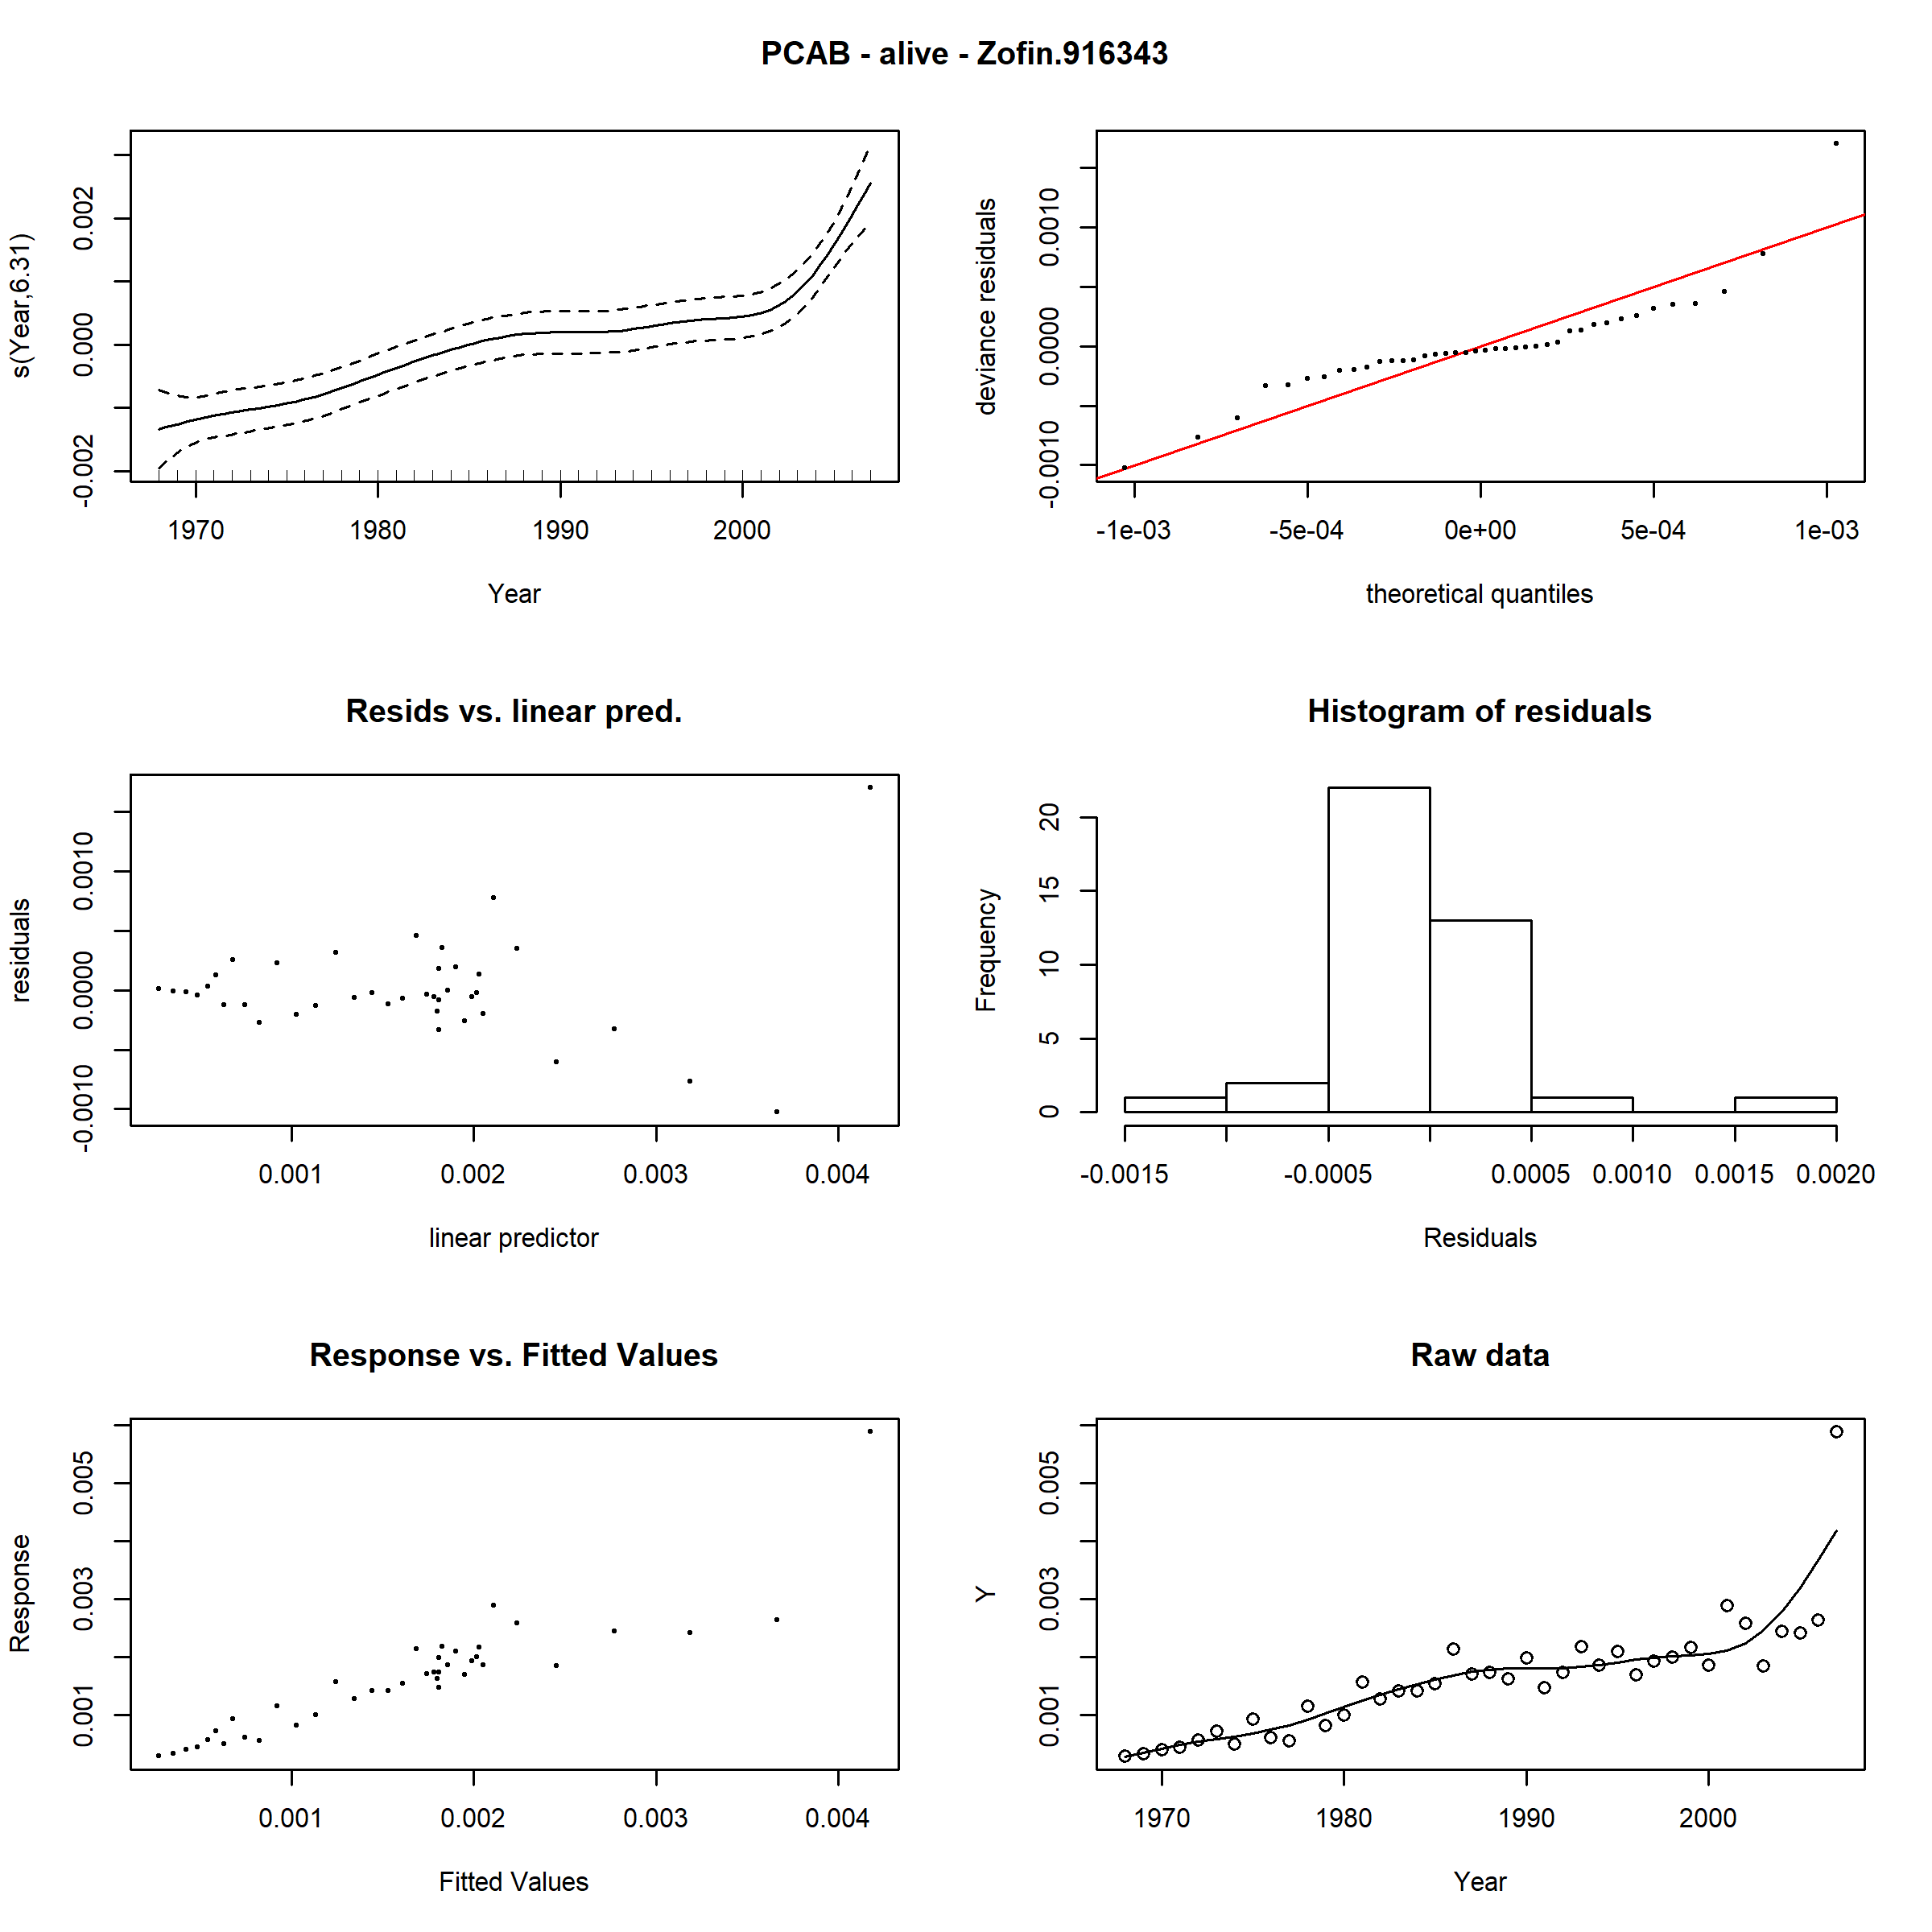 PCAB - alive - Zofin.916343
s(Year,6.31)
-0.002 0.000 0.002
1970 1980 1990 2000
Year
deviance residuals
-0.0010 0.0000 0.0010
-1e-03 -5e-04 0e+00 5e-04 1e-03
theoretical quantiles
Resids vs. linear pred.
residuals
-0.0010 0.0000 0.0010
0.001 0.002 0.003 0.004
linear predictor
Histogram of residuals
Frequency
0 5 10 15 20
-0.0015 -0.0005 0.0005 0.0010 0.0015 0.0020
Residuals
Response vs. Fitted Values
Response
0.001 0.003 0.005
0.001 0.002 0.003 0.004
Fitted Values
Raw data
Y
0.001 0.003 0.005
1970 1980 1990 2000
Year